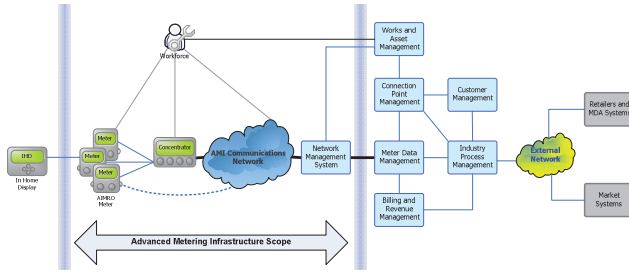 Works and
Asset
Management
Workforce
Connection
Point
Management
Customer
Management
Retailers and
MDA Systems
Meter
Meter
Meter
Concentrator
IHD
In Home
Display
AIMRO
Meter
AMI Communications
Network
Network
Management
System
Meter Data
Management
Industry
Process
Management
External
Network
Billing and
Revenue
Management
Market
Systems
Advanced Metering Infrastructure Scope